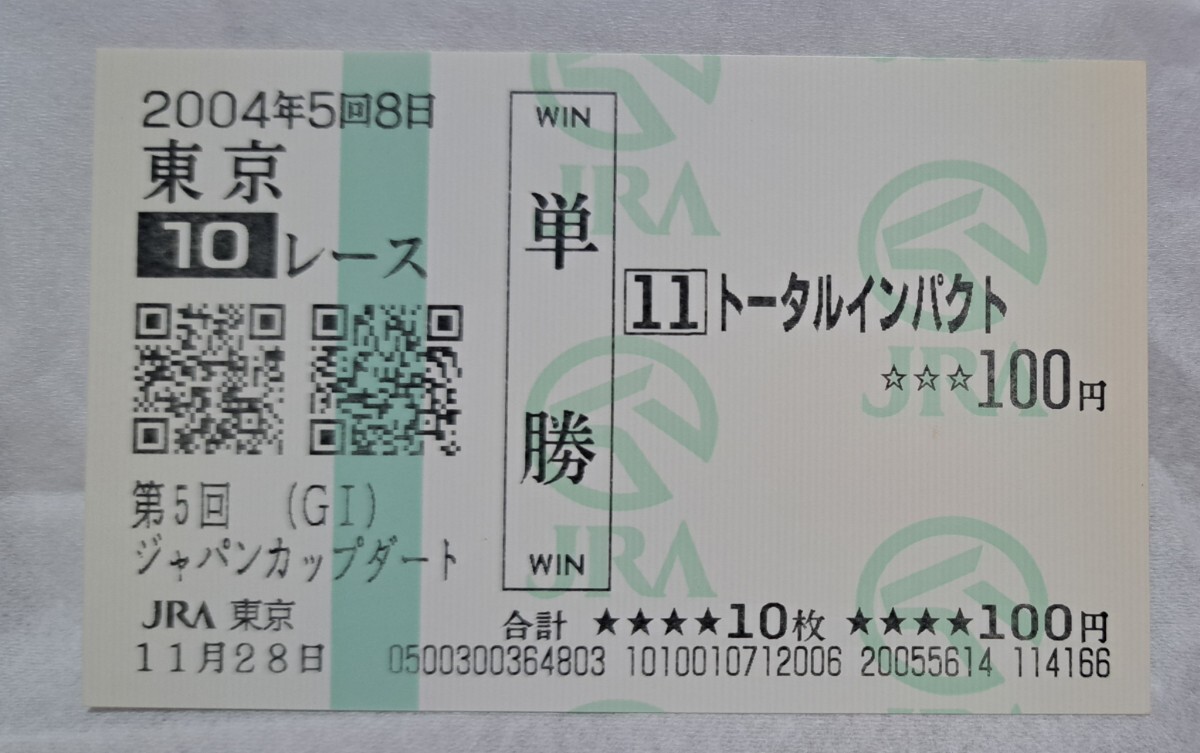 2004年5回8日
東京
10レース
第5回 (GI)
ジャパンカップダート
JRA 東京
11月28日
WIN
単勝
WIN
11 トータルインパクト
☆☆☆100円
合計 ★★★★10枚 ★★★★100円
0500300364803 1010010712006 20055614 114166
JRA
JRA
JRA
JRA